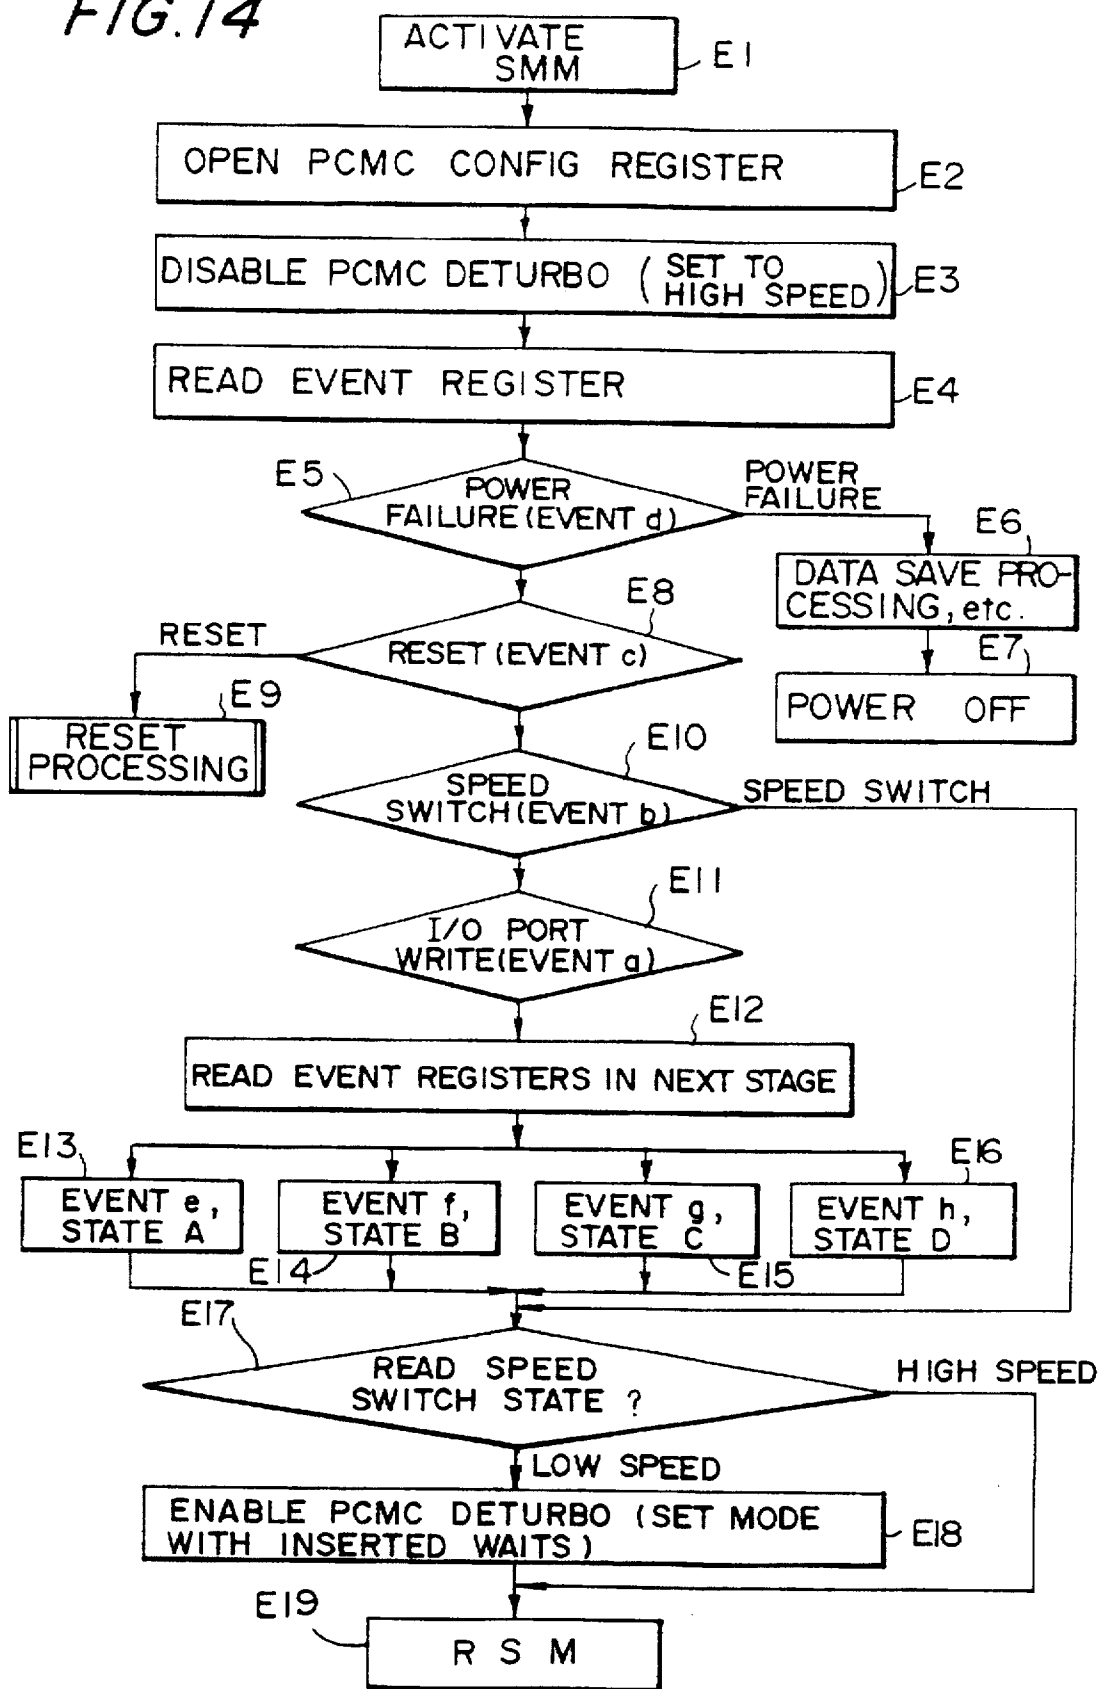 FIG.14
ACTIVATE
SMM
E1
OPEN PCMC CONFIG REGISTER
E2
DISABLE PCMC DETURBO (SET TO
HIGH SPEED)
E3
READ EVENT REGISTER
E4
E5
POWER
FAILURE(EVENT d)
POWER
FAILURE
E6
DATA SAVE PRO-
CESSING, etc.
E7
POWER OFF
E8
RESET (EVENT c)
RESET
E9
RESET
PROCESSING
E10
SPEED
SWITCH(EVENT b)
SPEED SWITCH
E11
I/O PORT
WRITE(EVENT a)
E12
READ EVENT REGISTERS IN NEXT STAGE
E13
EVENT e,
STATE A
EVENT f,
STATE B
E14
EVENT g,
STATE C
E15
E16
EVENT h,
STATE D
E17
READ SPEED
SWITCH STATE ?
HIGH SPEED
LOW SPEED
ENABLE PCMC DETURBO (SET MODE
WITH INSERTED WAITS)
E18
E19
R S M